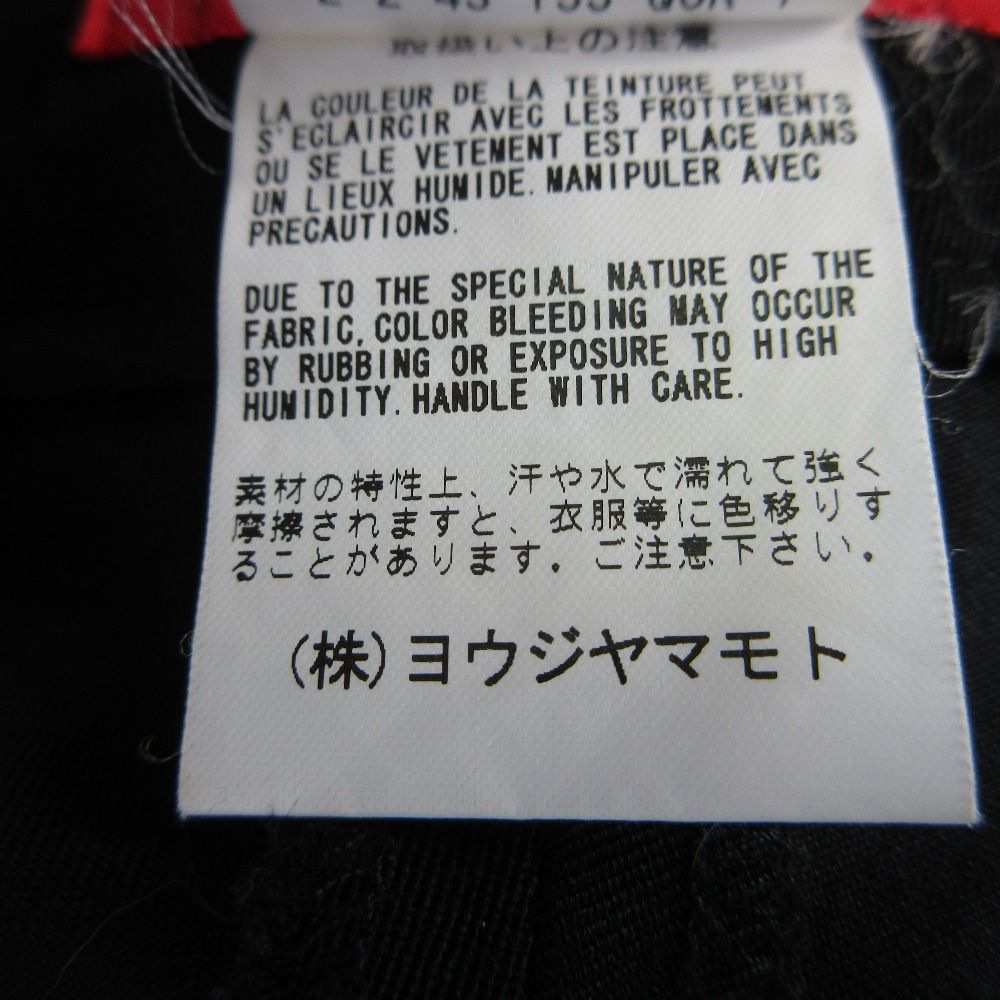 取扱い上の注意
LA COULEUR DE LA TEINTURE PEUT
S'ECLAIRCIR AVEC LES FROTTEMENTS
OU SE LE VETEMENT EST PLACE DANS
UN LIEUX HUMIDE. MANIPULER AVEC
PRECAUTIONS.
DUE TO THE SPECIAL NATURE OF THE
FABRIC, COLOR BLEEDING MAY OCCUR
BY RUBBING OR EXPOSURE TO HIGH
HUMIDITY. HANDLE WITH CARE.
素材の特性上、汗や水で濡れて強く
摩擦されますと、衣服等に色移りす
ることがあります。ご注意下さい。
(株)ヨウジヤマモト